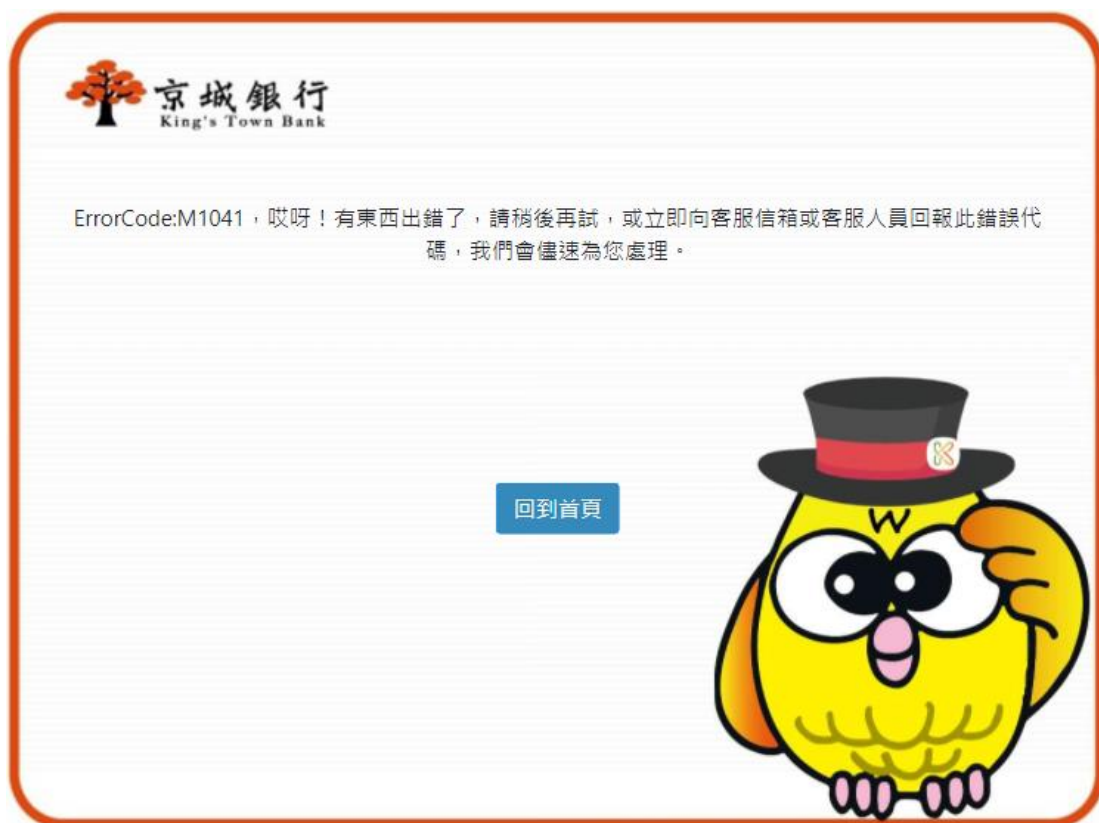 京城銀行
King's Town Bank
ErrorCode:M1041，哎呀！有東西出錯了，請稍後再試，或立即向客服信箱或客服人員回報此錯誤代
碼，我們會儘速為您處理。
K
回到首頁